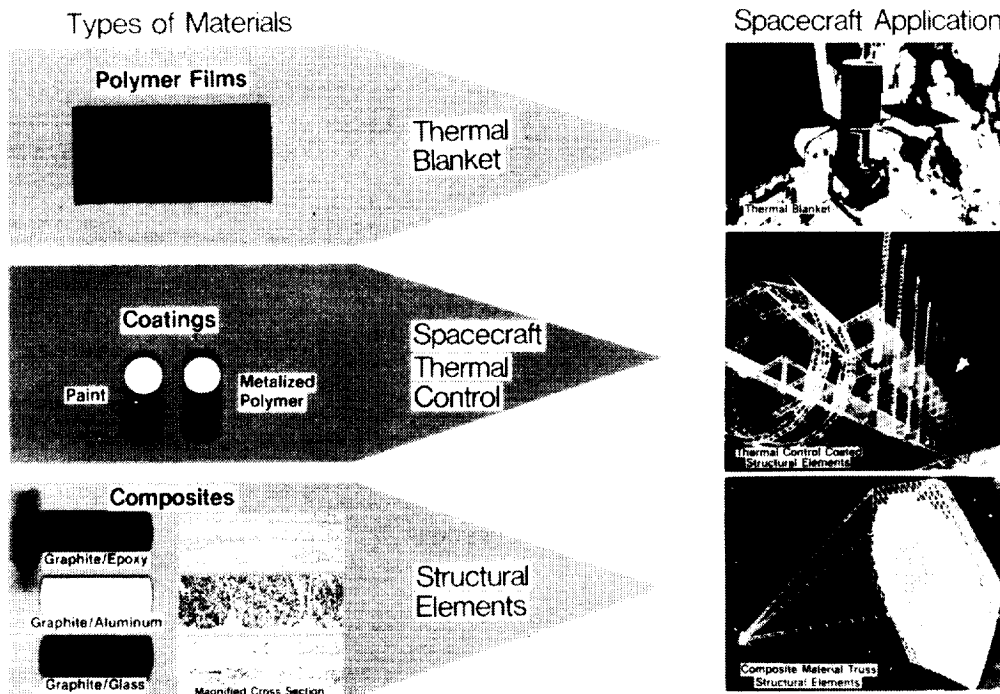 Types of Materials
Spacecraft Application
Polymer Films
Thermal
Blanket
Thermal Blanket
Coatings
Paint
Metalized
Polymer
Spacecraft
Thermal
Control
Thermal Control Coated
Structural Elements
Composites
Graphite/Epoxy
Graphite/Aluminum
Graphite/Glass
Magnified Cross Section
Structural
Elements
Composite Material Truss
Structural Elements